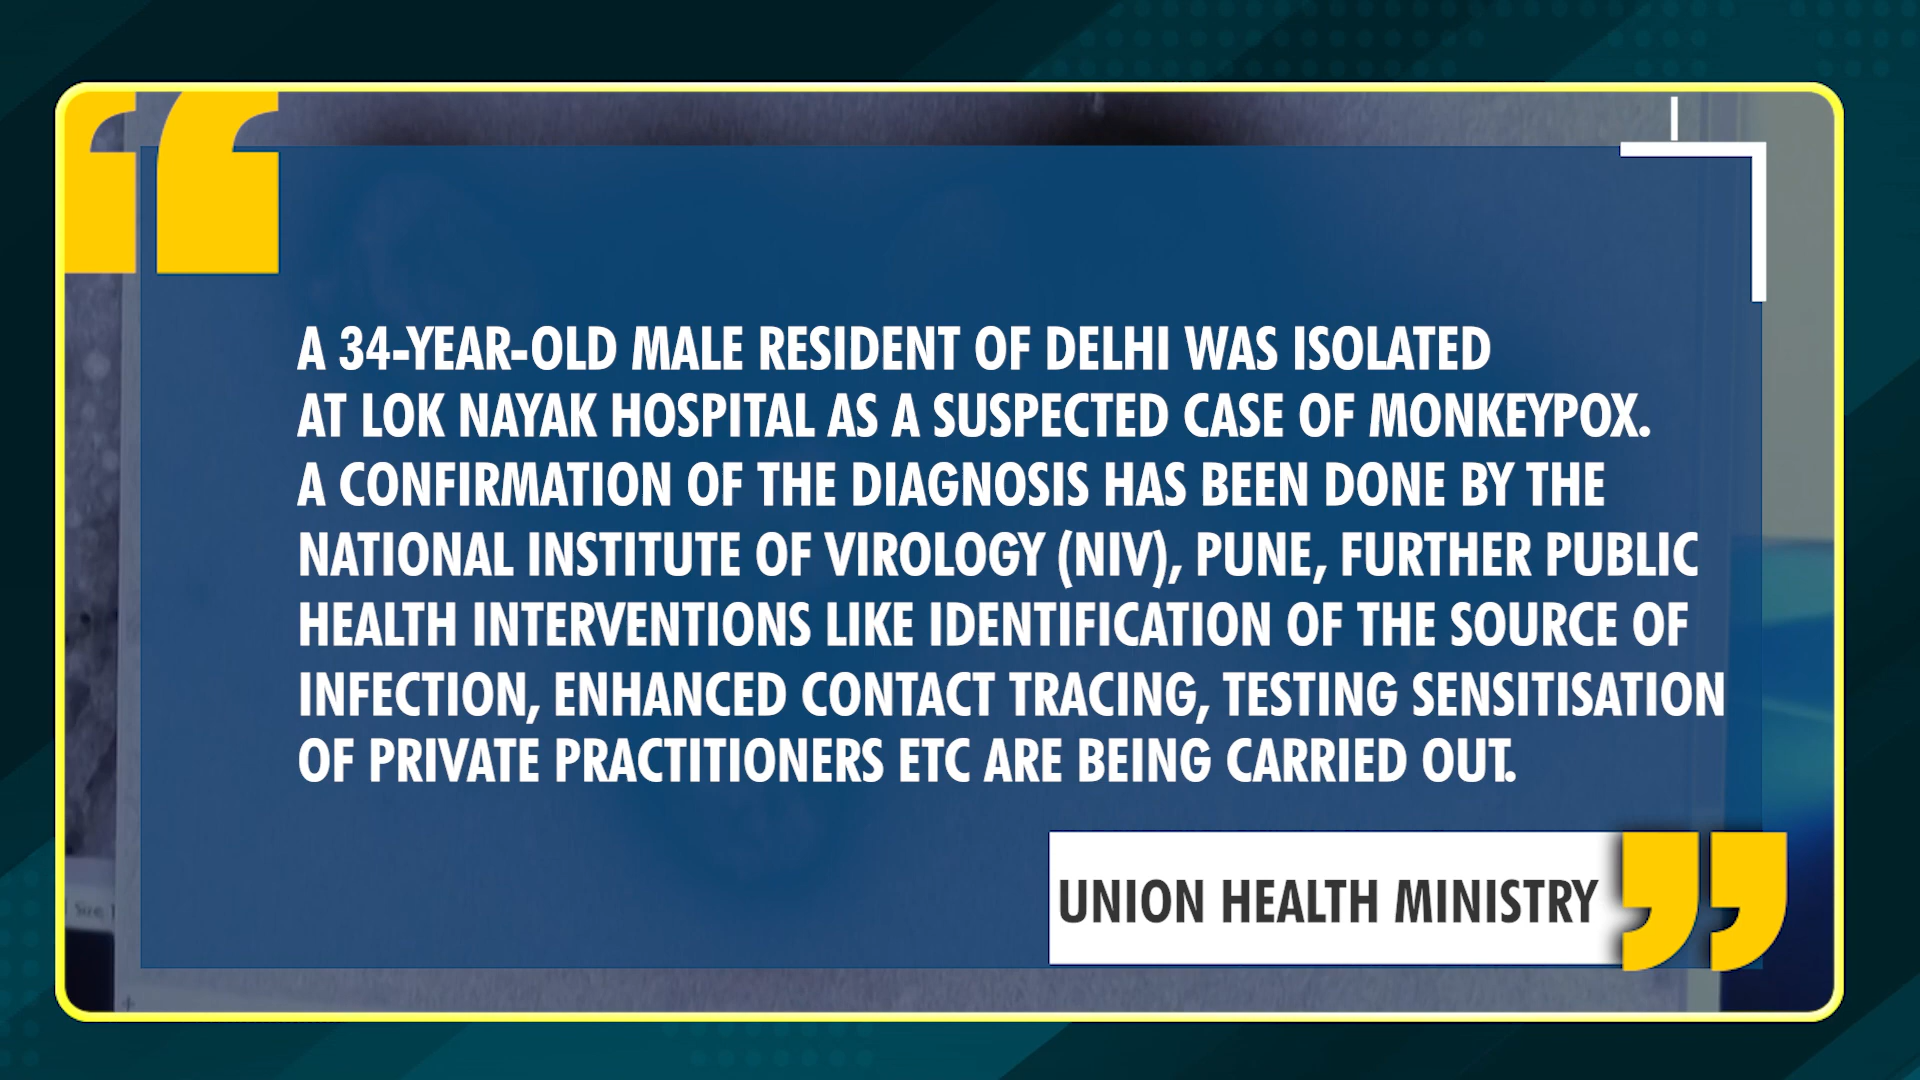 A 34-YEAR-OLD MALE RESIDENT OF DELHI WAS ISOLATED
AT LOK NAYAK HOSPITAL AS A SUSPECTED CASE OF MONKEYPOX.
A CONFIRMATION OF THE DIAGNOSIS HAS BEEN DONE BY THE
NATIONAL INSTITUTE OF VIROLOGY (NIV), PUNE, FURTHER PUBLIC
HEALTH INTERVENTIONS LIKE IDENTIFICATION OF THE SOURCE OF
INFECTION, ENHANCED CONTACT TRACING, TESTING SENSITISATION
OF PRIVATE PRACTITIONERS ETC ARE BEING CARRIED OUT.
UNION HEALTH MINISTRY